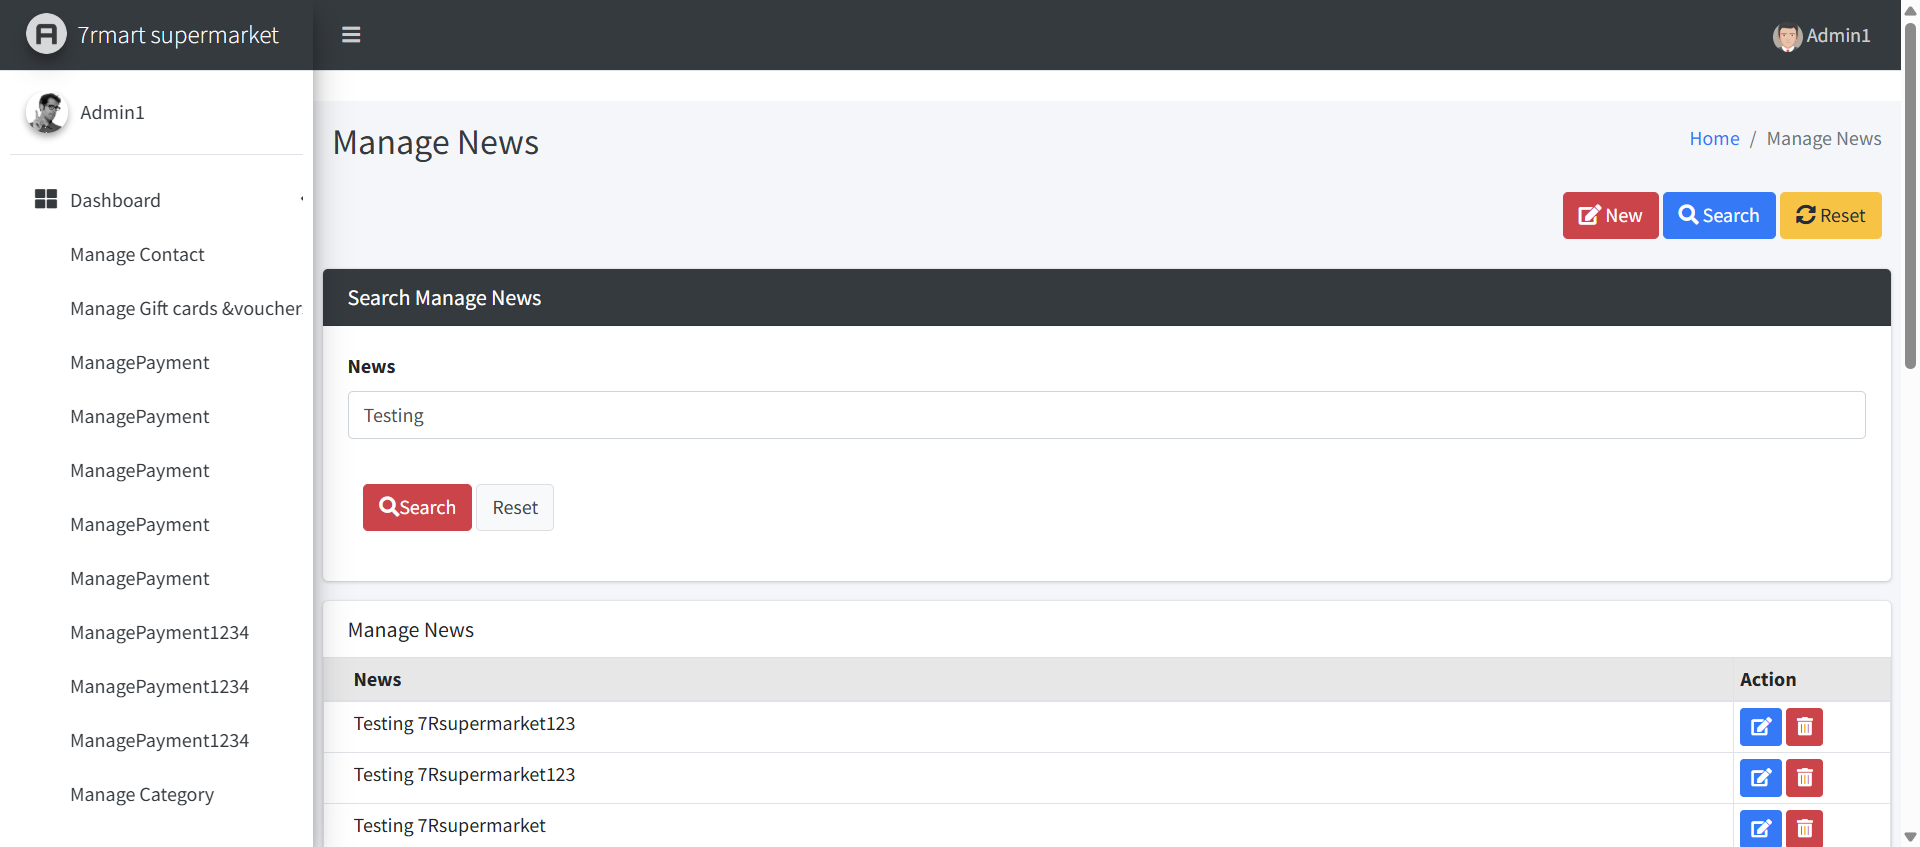 7rmart supermarket
Admin1
Admin1
Dashboard
Manage Contact
Manage Gift cards &voucher
ManagePayment
ManagePayment
ManagePayment
ManagePayment
ManagePayment
ManagePayment1234
ManagePayment1234
ManagePayment1234
Manage Category
Manage News
Home / Manage News
New Search Reset
Search Manage News
News
Testing
Search Reset
Manage News
News Action
Testing 7Rsupermarket123
Testing 7Rsupermarket123
Testing 7Rsupermarket